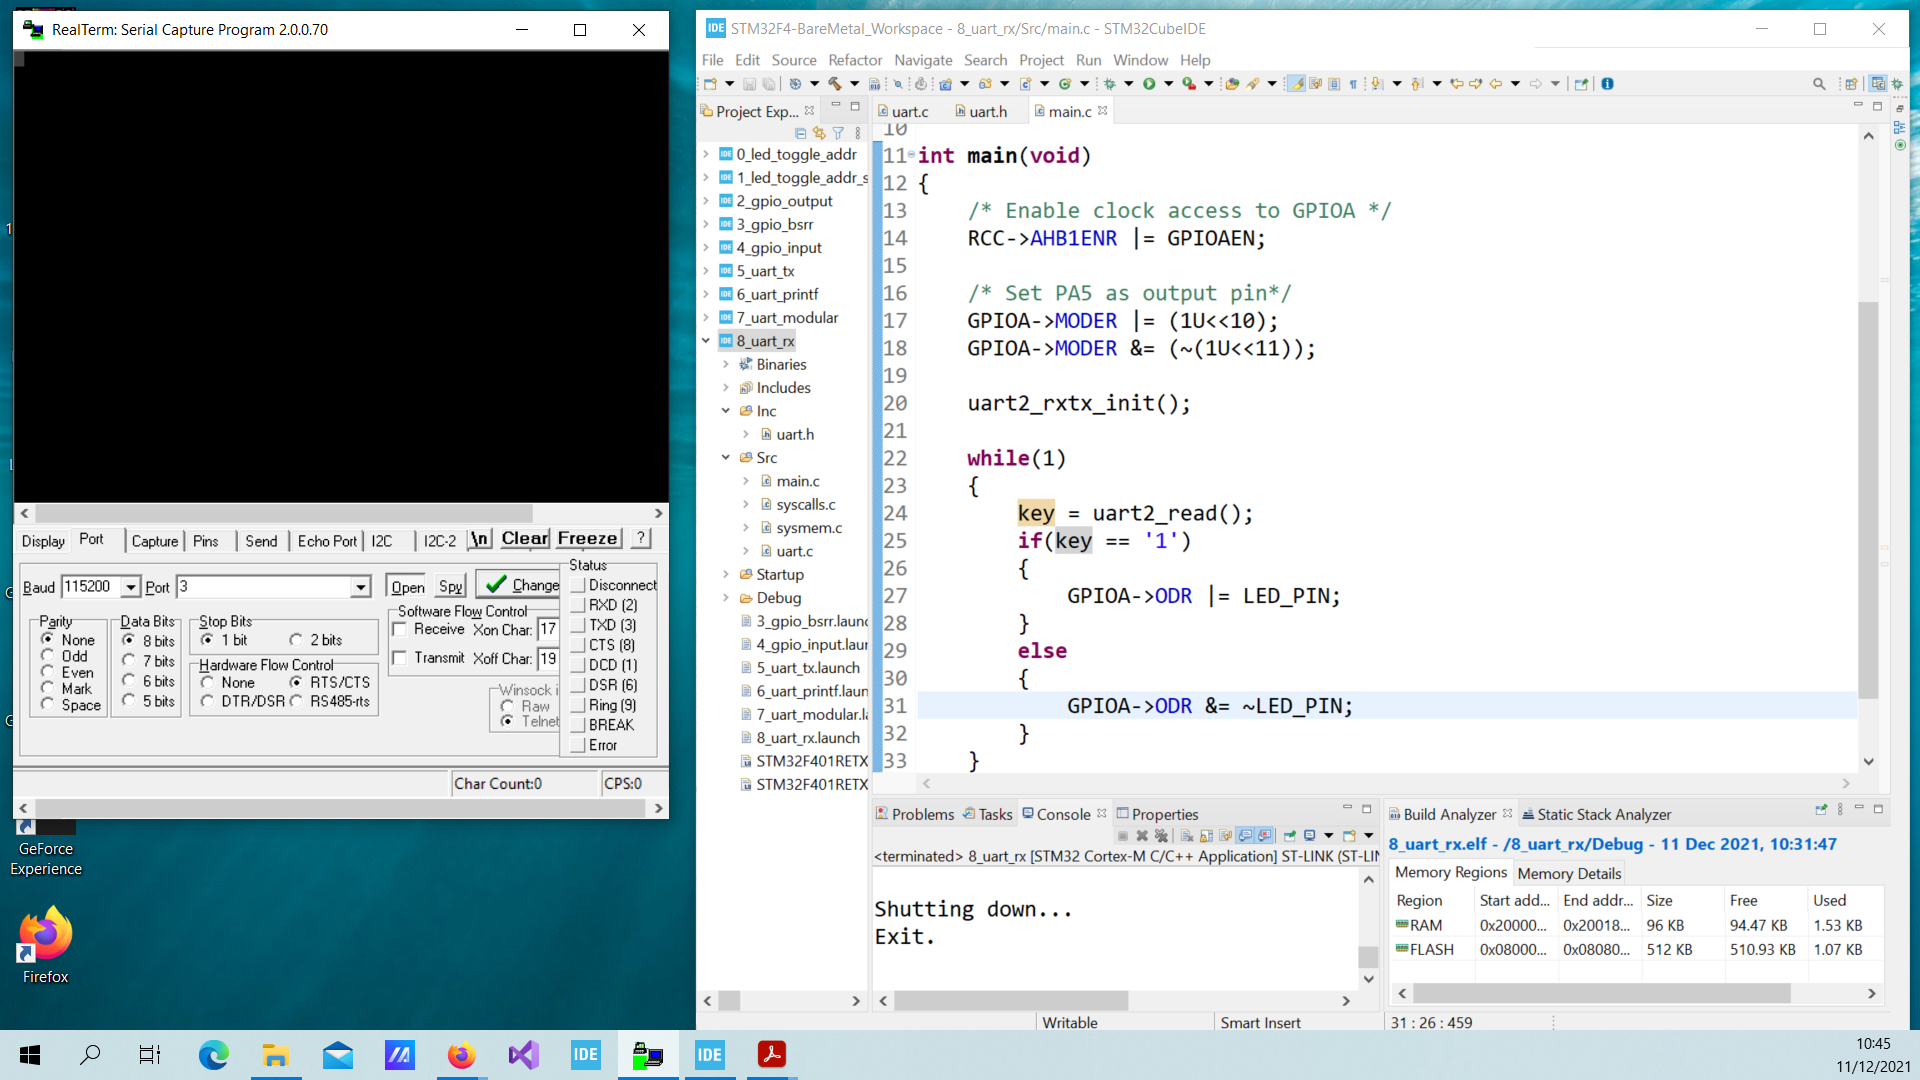 RealTerm: Serial Capture Program 2.0.0.70
Display
Port
Capture
Pins
Send
Echo Port
I2C
I2C-2
\n
Clear
Freeze
?
Baud
115200
Port
3
Open
Spy
Change
Parity
None
Odd
Even
Mark
Space
Data Bits
8 bits
7 bits
6 bits
5 bits
Stop Bits
1 bit
2 bits
Hardware Flow Control
None
RTS/CTS
DTR/DSR
RS485-rts
Software Flow Control
Receive Xon Char: 17
Transmit Xoff Char: 19
Winsock i
Raw
Telnet
Status
Disconnect
RXD (2)
TXD (3)
CTS (8)
DCD (1)
DSR (6)
Ring (9)
BREAK
Error
Char Count:0
CPS:0
GeForce
Experience
Firefox
IDE STM32F4-BareMetal_Workspace - 8_uart_rx/Src/main.c - STM32CubeIDE
File Edit Source Refactor Navigate Search Project Run Window Help
Project Exp...
0_led_toggle_addr
1_led_toggle_addr_s
2_gpio_output
3_gpio_bsrr
4_gpio_input
5_uart_tx
6_uart_printf
7_uart_modular
8_uart_rx
Binaries
Includes
Inc
uart.h
Src
main.c
syscalls.c
sysmem.c
uart.c
Startup
Debug
3_gpio_bsrr.launc
4_gpio_input.laur
5_uart_tx.launch
6_uart_printf.laun
7_uart_modular.la
8_uart_rx.launch
STM32F401RETX
STM32F401RETX
uart.c
uart.h
main.c
10
11 int main(void)
12 {
13 /* Enable clock access to GPIOA */
14 RCC->AHB1ENR |= GPIOAEN;
15
16 /* Set PA5 as output pin*/
17 GPIOA->MODER |= (1U<<10);
18 GPIOA->MODER &= (~(1U<<11));
19
20 uart2_rxtx_init();
21
22 while(1)
23 {
24 key = uart2_read();
25 if(key == '1')
26 {
27 GPIOA->ODR |= LED_PIN;
28 }
29 else
30 {
31 GPIOA->ODR &= ~LED_PIN;
32 }
33 }
Problems
Tasks
Console
Properties
<terminated> 8_uart_rx [STM32 Cortex-M C/C++ Application] ST-LINK (ST-LIN
Shutting down...
Exit.
Build Analyzer
Static Stack Analyzer
8_uart_rx.elf - /8_uart_rx/Debug - 11 Dec 2021, 10:31:47
Memory Regions
Memory Details
Region Start add... End addr... Size Free Used
RAM 0x20000... 0x20018... 96 KB 94.47 KB 1.53 KB
FLASH 0x08000... 0x08080... 512 KB 510.93 KB 1.07 KB
Writable
Smart Insert
31 : 26 : 459
IDE
IDE
10:45
11/12/2021